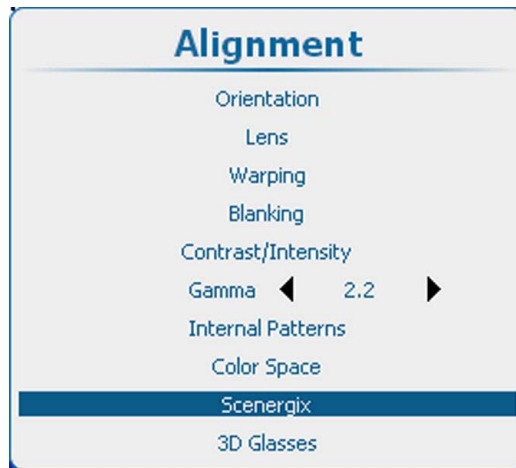 Alignment
Orientation
Lens
Warping
Blanking
Contrast/Intensity
Gamma 2.2
Internal Patterns
Color Space
Scenergix
3D Glasses